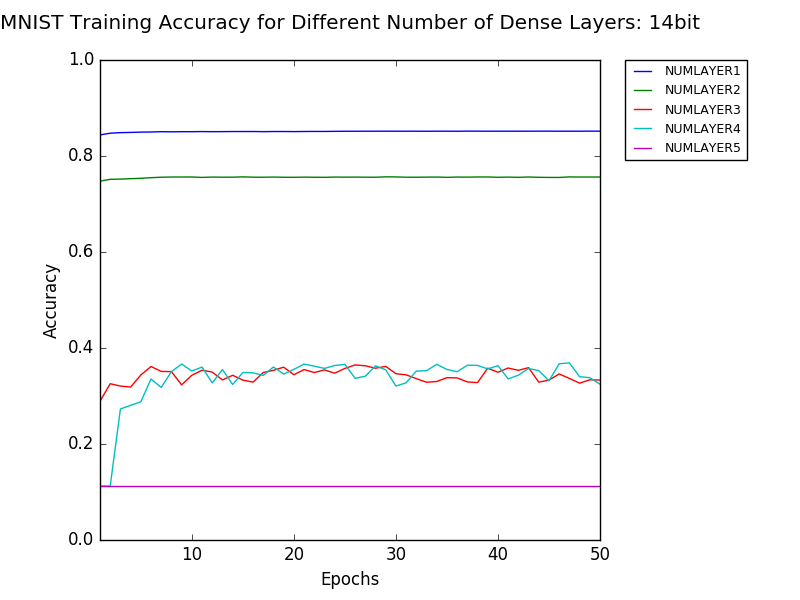 MNIST Training Accuracy for Different Number of Dense Layers: 14bit
1.0
0.8
0.6
0.4
0.2
0.0
Accuracy
10
20
30
40
50
Epochs
NUMLAYER1
NUMLAYER2
NUMLAYER3
NUMLAYER4
NUMLAYER5